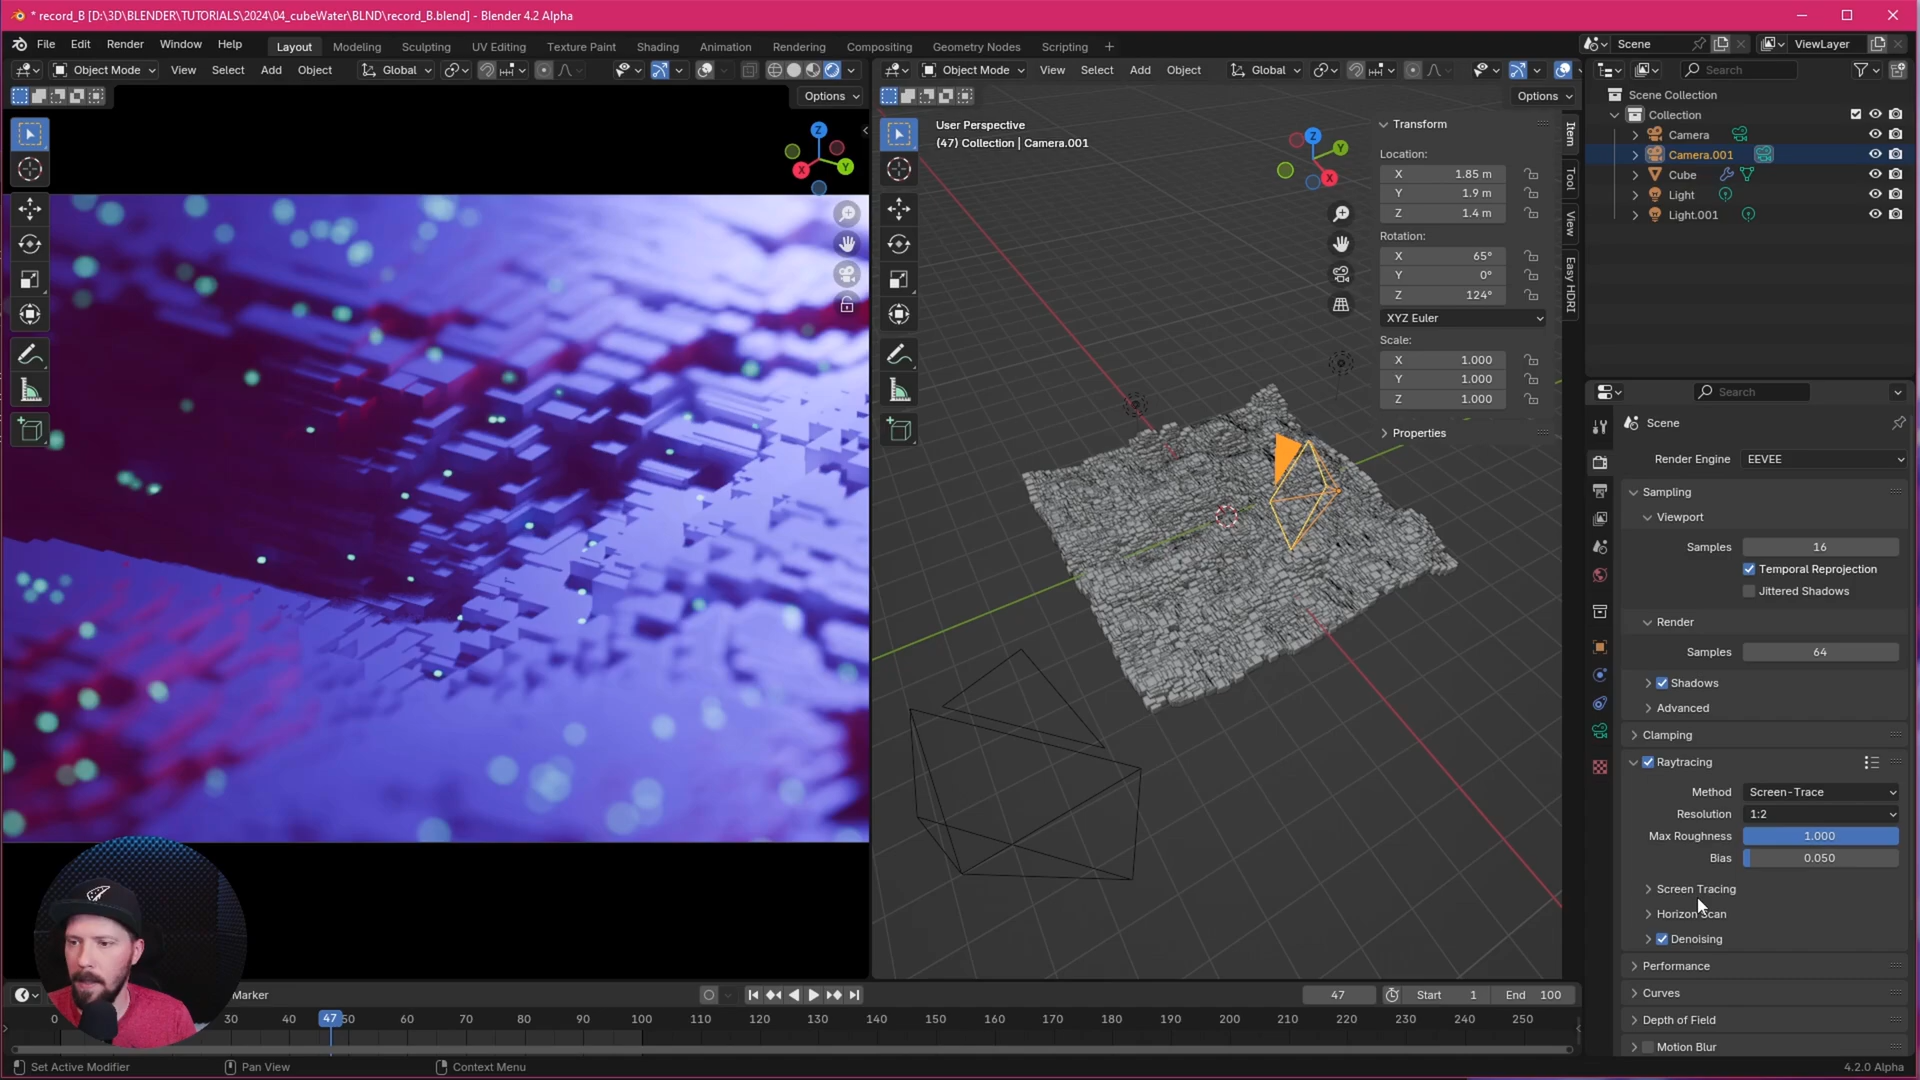 * record_B [D:\3D\BLENDER\TUTORIALS\2024\04_cubeWater\BLND\record_B.blend] - Blender 4.2 Alpha
File Edit Render Window Help Layout Modeling Sculpting UV Editing Texture Paint Shading Animation Rendering Compositing Geometry Nodes Scripting + Scene ViewLayer
Object Mode View Select Add Object Global Object Mode View Select Add Object Global Search
Options Options
Scene Collection
Collection
Camera
Camera.001
Cube
Light
Light.001
Z
Y
X
User Perspective
(47) Collection | Camera.001
Z
Y
X
Transform
Location:
X 1.85 m
Y 1.9 m
Z 1.4 m
Rotation:
X 65°
Y 0°
Z 124°
XYZ Euler
Scale:
X 1.000
Y 1.000
Z 1.000
Properties
Item
Tool
View
Easy HDRI
Search
Scene
Render Engine EEVEE
Sampling
Viewport
Samples 16
Temporal Reprojection
Jittered Shadows
Render
Samples 64
Shadows
Advanced
Clamping
Raytracing
Method Screen-Trace
Resolution 1:2
Max Roughness 1.000
Bias 0.050
Screen Tracing
Horizon Scan
Denoising
Performance
Curves
Depth of Field
Motion Blur
Marker 47 Start 1 End 100
0 30 40 47 50 60 70 80 90 100 110 120 130 140 150 160 170 180 190 200 210 220 230 240 250
Set Active Modifier Pan View Context Menu 4.2.0 Alpha